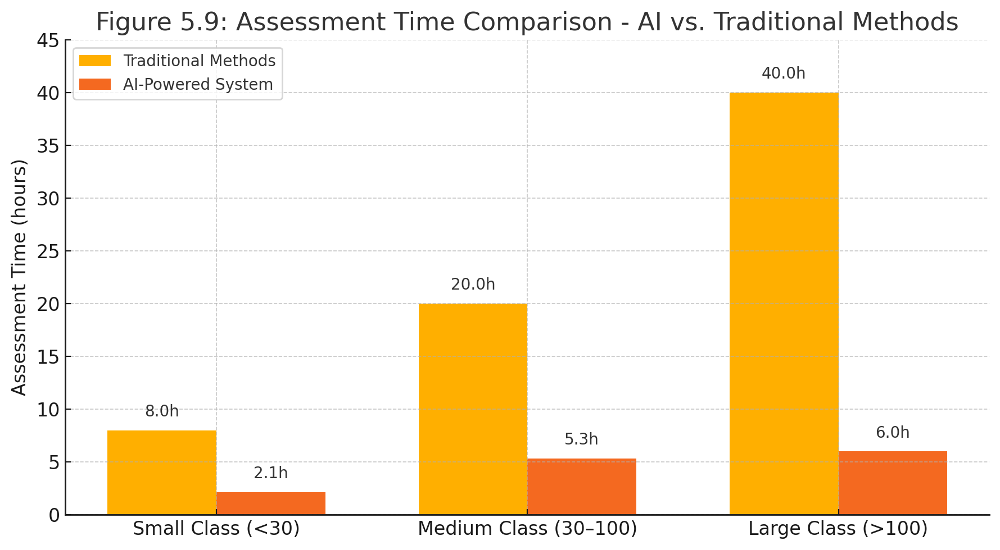 Figure 5.9: Assessment Time Comparison - AI vs. Traditional Methods
Traditional Methods
AI-Powered System
Assessment Time (hours)
45
40
35
30
25
20
15
10
5
0
8.0h
2.1h
20.0h
5.3h
40.0h
6.0h
Small Class (<30)
Medium Class (30–100)
Large Class (>100)